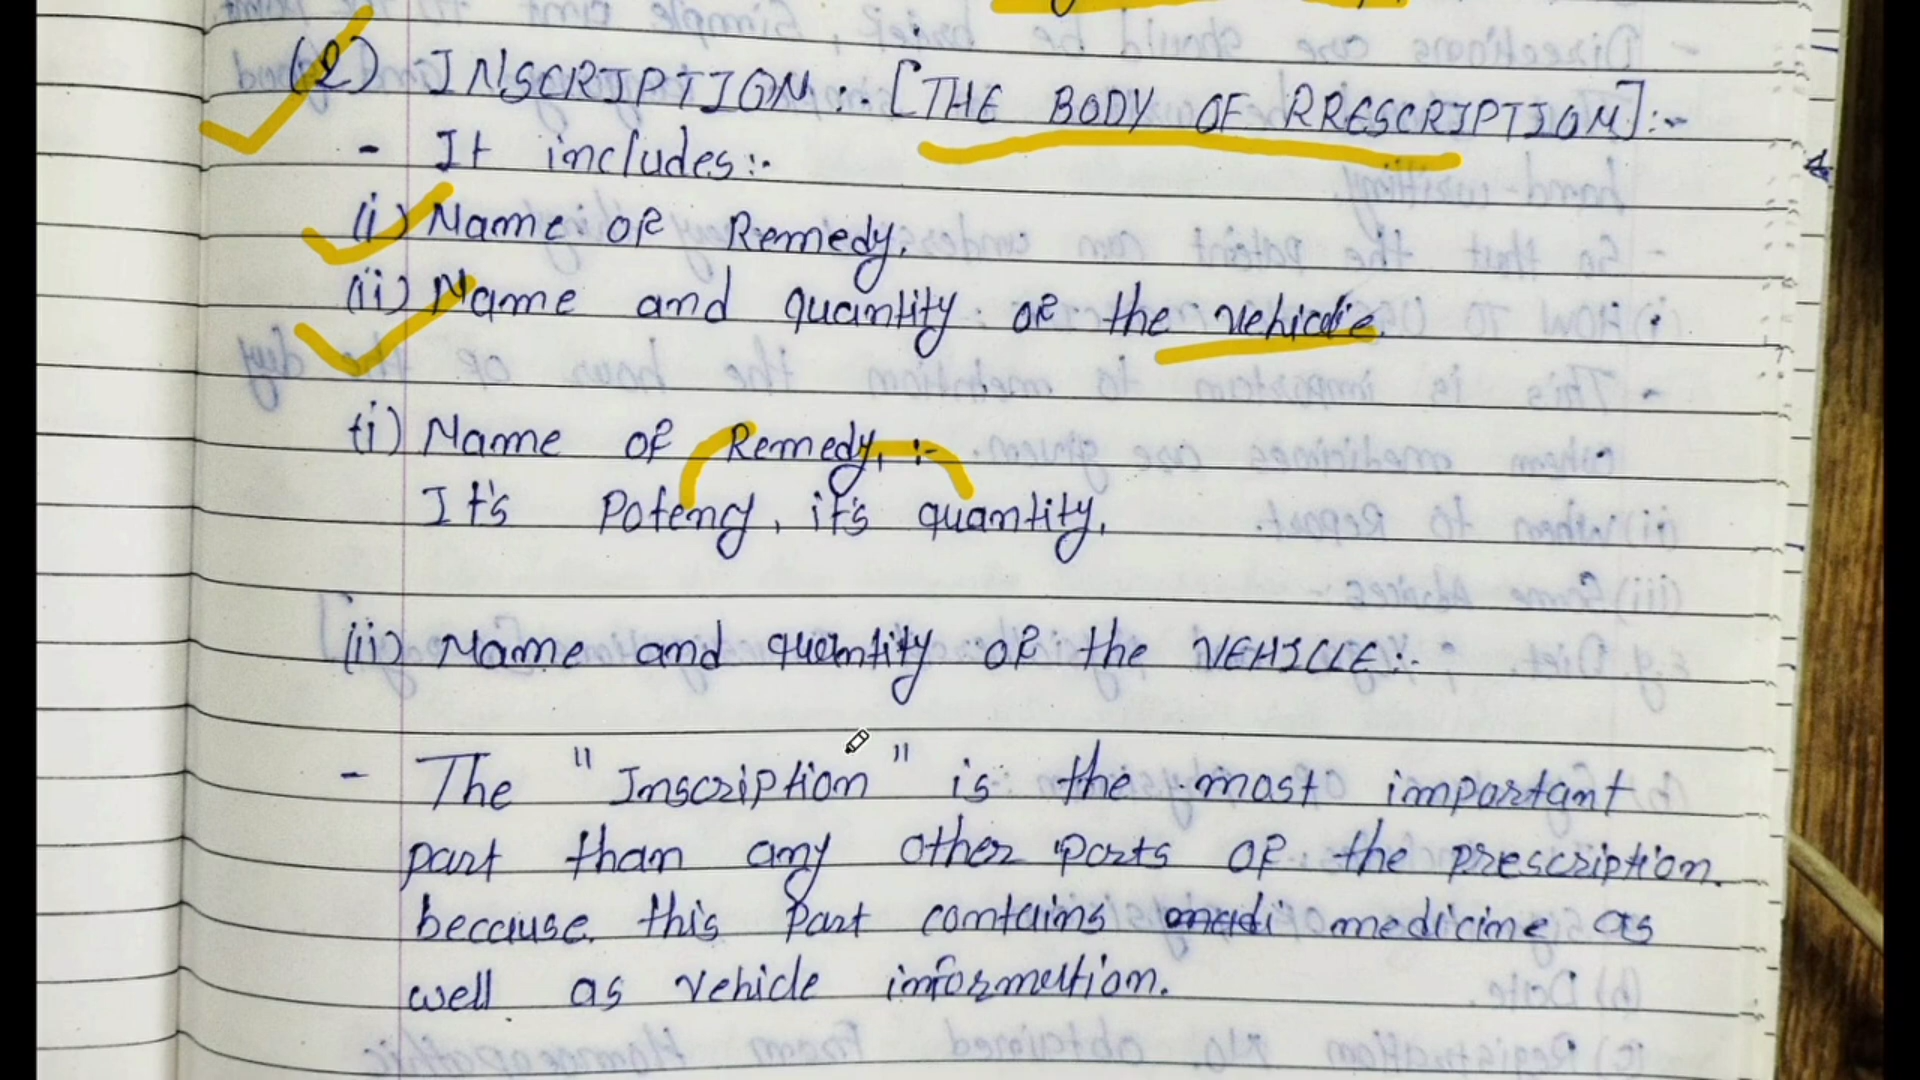 (2) INSCRIPTION :- [THE BODY OF RRESCRIPTION]:-
- It includes:-
(i) Name of Remedy.
(ii) Name and quantity of the vehicle.
(i) Name of Remedy, :-
It's Potency, it's quantity.
(ii) Name and quantity of the VEHICLE:-
- The "Inscription" is the most important
part than any other parts of the prescription.
because this Part contains medicine as
well as vehicle information.